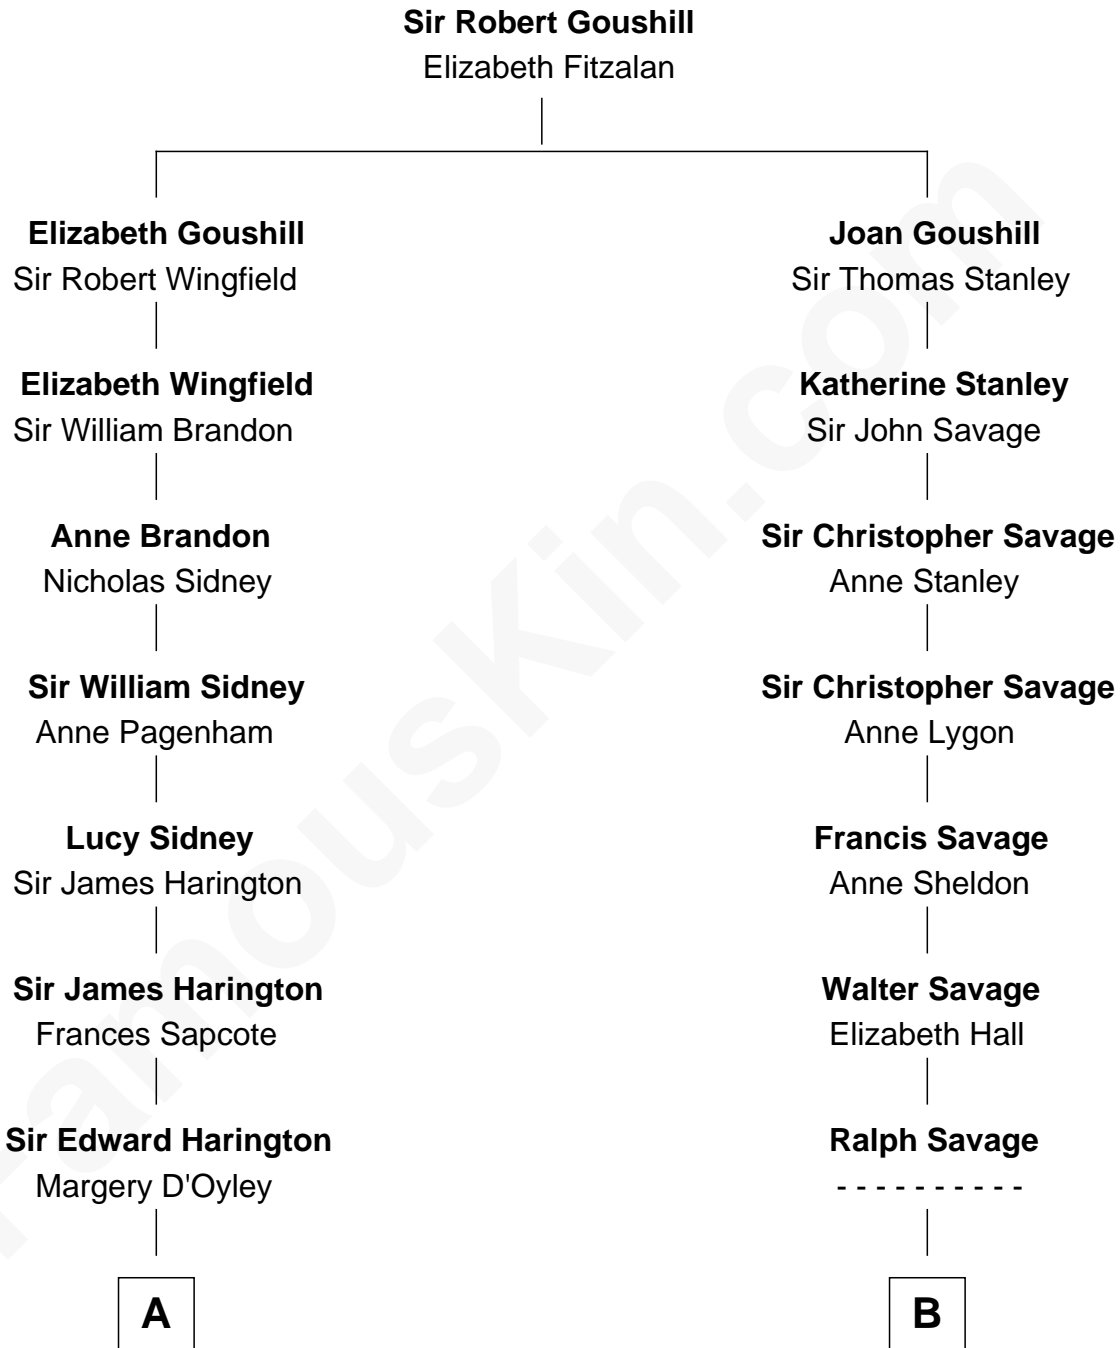 Sir Robert Goushill
Elizabeth Fitzalan
Elizabeth Goushill
Sir Robert Wingfield
Joan Goushill
Sir Thomas Stanley
Elizabeth Wingfield
Sir William Brandon
Katherine Stanley
Sir John Savage
Anne Brandon
Nicholas Sidney
Sir Christopher Savage
Anne Stanley
Sir William Sidney
Anne Pagenham
Sir Christopher Savage
Anne Lygon
Lucy Sidney
Sir James Harington
Francis Savage
Anne Sheldon
Sir James Harington
Frances Sapcote
Walter Savage
Elizabeth Hall
Sir Edward Harington
Margery D'Oyley
Ralph Savage
- - - - - - - - - -
A
B
FamousKin.com